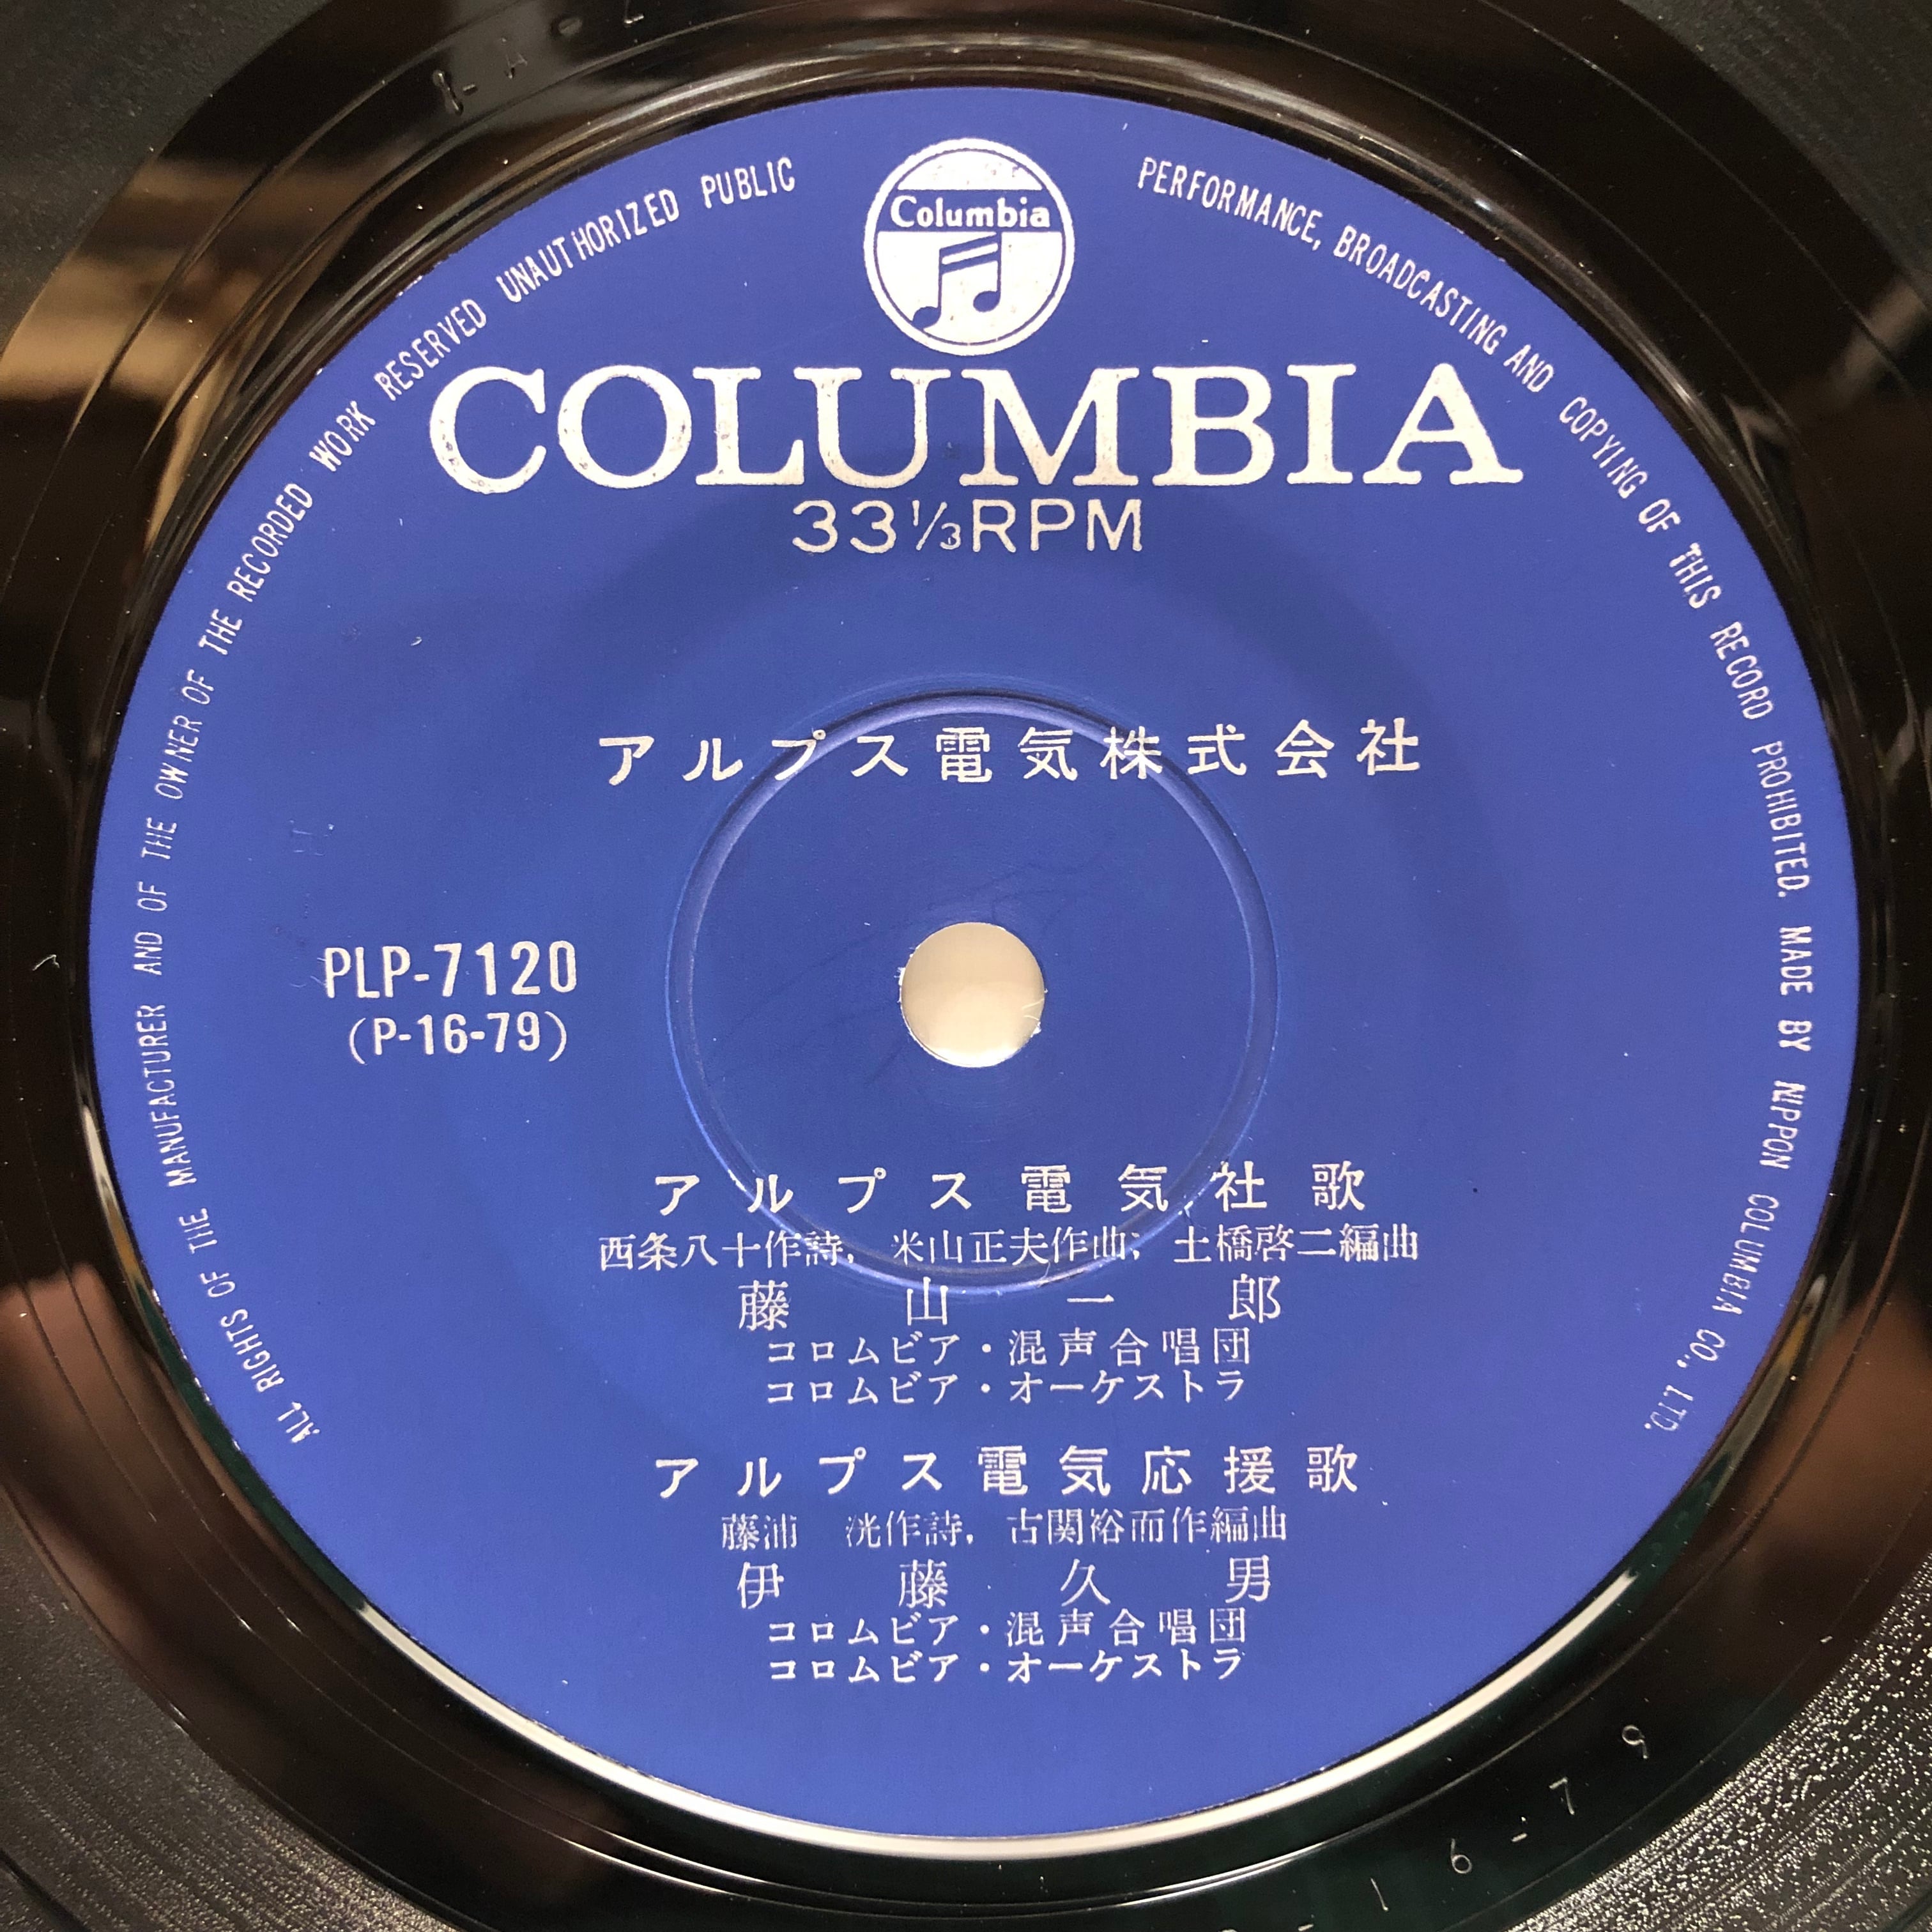 ALL RIGHTS OF THE MANUFACTURER AND OF THE OWNER OF THE RECORDED WORK RESERVED UNAUTHORIZED PUBLIC PERFORMANCE, BROADCASTING AND COPYING OF THIS RECORD PROHIBITED. MADE BY NIPPON COLUMBIA CO., LTD.
Columbia
COLUMBIA
33 1/3 RPM
アルプス電気株式会社
PLP-7120
(P-16-79)
アルプス電気社歌
西条八十作詩, 米山正夫作曲, 土橋啓二編曲
藤山一郎
コロムビア・混声合唱団
コロムビア・オーケストラ
アルプス電気応援歌
藤浦 洸作詩, 古関裕而作編曲
伊藤久男
コロムビア・混声合唱団
コロムビア・オーケストラ
16-79